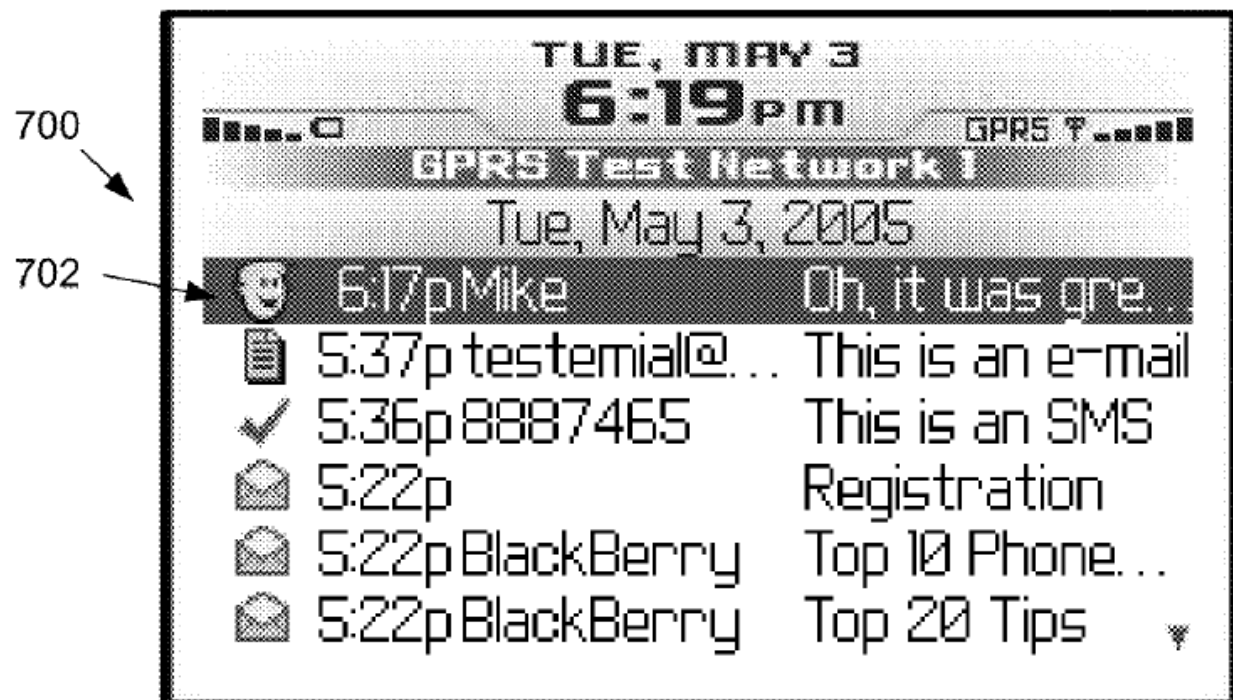 TUE, MAY 3
6:19PM
GPRS
GPRS Test Network 1
Tue, May 3, 2005
700
702
6:17p Mike Oh, it was gre...
5:37p testemial@... This is an e-mail
5:36p 8887465 This is an SMS
5:22p Registration
5:22p BlackBerry Top 10 Phone...
5:22p BlackBerry Top 20 Tips